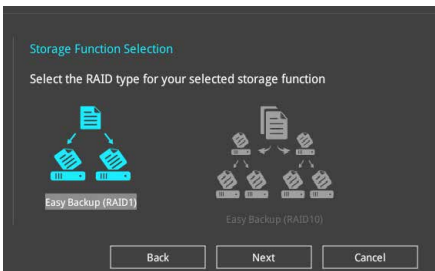 Storage Function Selection
Select the RAID type for your selected storage function
Easy Backup (RAID1)
Easy Backup (RAID10)
Back
Next
Cancel